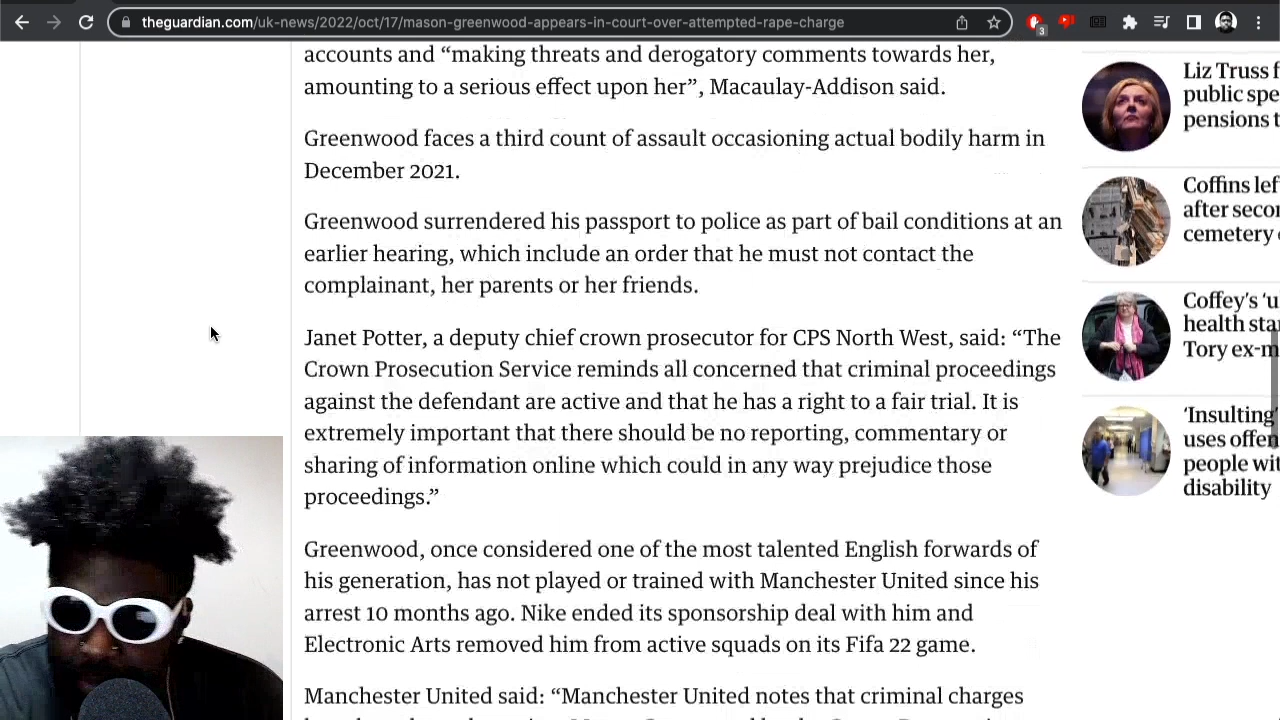 theguardian.com/uk-news/2022/oct/17/mason-greenwood-appears-in-court-over-attempted-rape-charge
3
accounts and “making threats and derogatory comments towards her,
amounting to a serious effect upon her”, Macaulay-Addison said.
Greenwood faces a third count of assault occasioning actual bodily harm in
December 2021.
Greenwood surrendered his passport to police as part of bail conditions at an
earlier hearing, which include an order that he must not contact the
complainant, her parents or her friends.
Janet Potter, a deputy chief crown prosecutor for CPS North West, said: “The
Crown Prosecution Service reminds all concerned that criminal proceedings
against the defendant are active and that he has a right to a fair trial. It is
extremely important that there should be no reporting, commentary or
sharing of information online which could in any way prejudice those
proceedings.”
Greenwood, once considered one of the most talented English forwards of
his generation, has not played or trained with Manchester United since his
arrest 10 months ago. Nike ended its sponsorship deal with him and
Electronic Arts removed him from active squads on its Fifa 22 game.
Manchester United said: “Manchester United notes that criminal charges
Liz Truss f
public spe
pensions t
Coffins lef
after secon
cemetery
Coffey’s ‘u
health sta
Tory ex-m
‘Insulting’
uses offen
people wit
disability